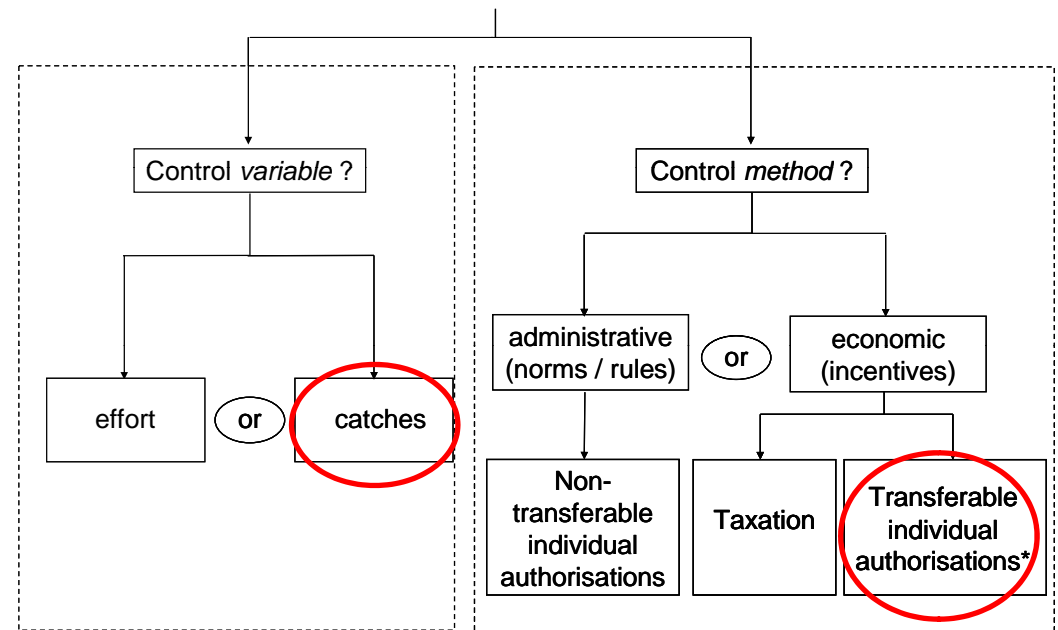 Control variable ?
Control method ?
administrative
(norms / rules)
or
economic
(incentives)
effort
or
catches
Non-
transferable
individual
authorisations
Taxation
Transferable
individual
authorisations*